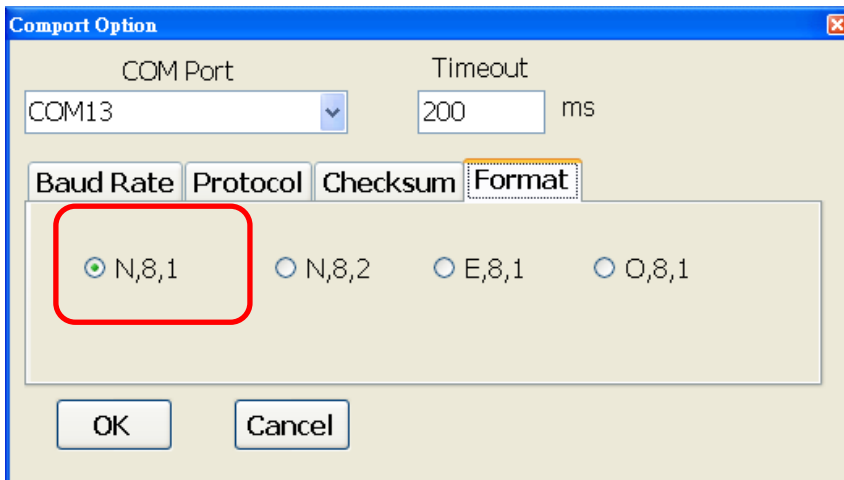 Comport Option
COM Port Timeout
COM13 200 ms
Baud Rate Protocol Checksum Format
N,8,1 N,8,2 E,8,1 O,8,1
OK Cancel